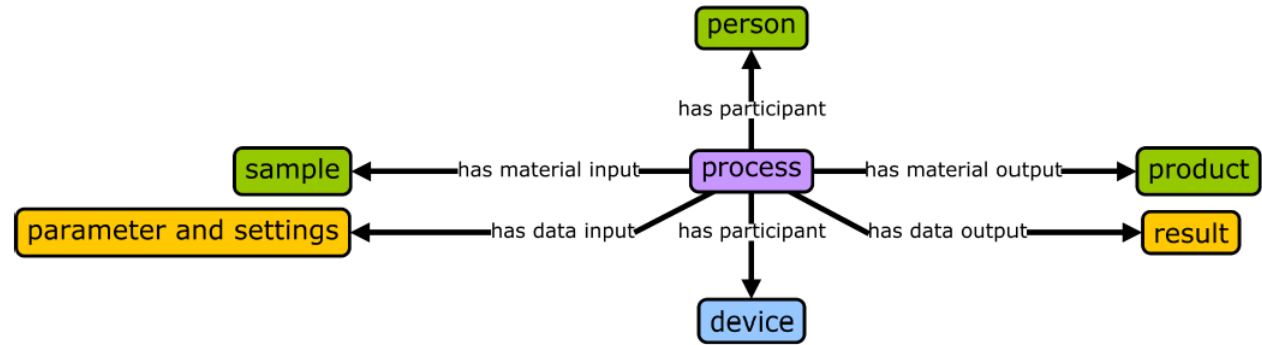 person
has participant
sample
has material input
process
has material output
product
parameter and settings
has data input
has participant
has data output
result
device